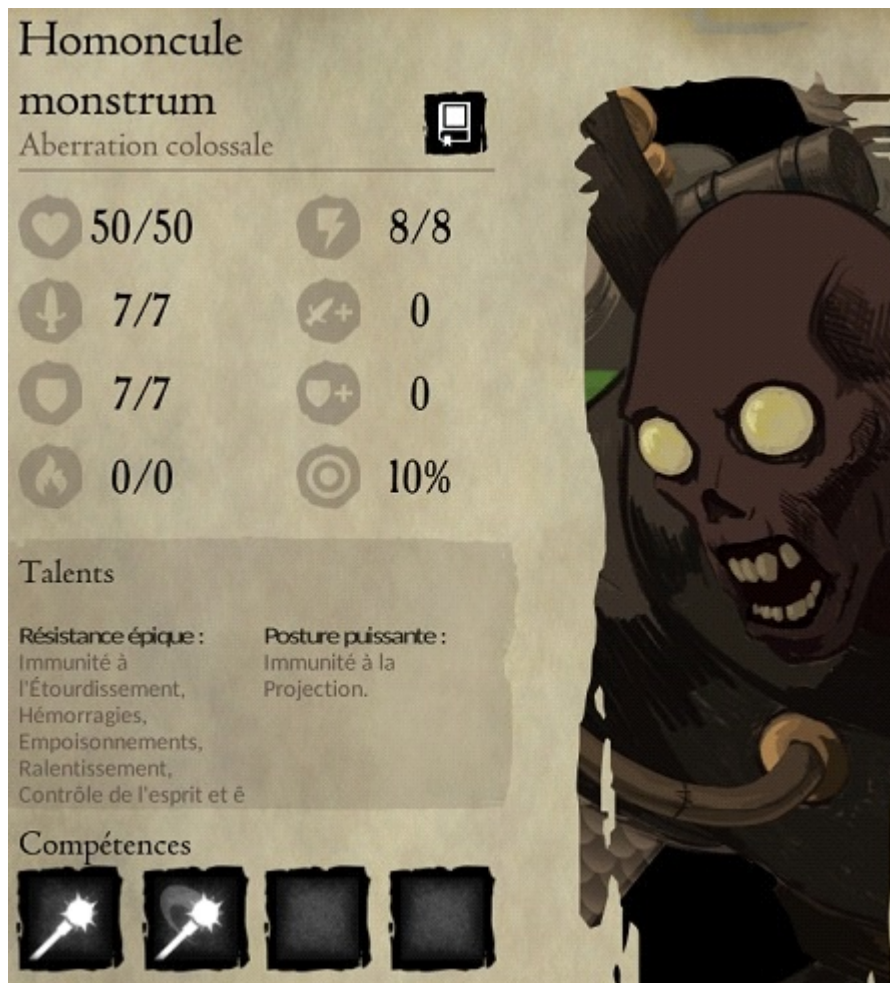 Homoncule
monstrum
Aberration colossale
50/50 8/8
7/7 0
7/7 0
0/0 10%
Talents
Résistance épique :
Immunité à
l'Étourdissement,
Hémorragies,
Empoisonnements,
Ralentissement,
Contrôle de l'esprit et ê
Posture puissante :
Immunité à la
Projection.
Compétences